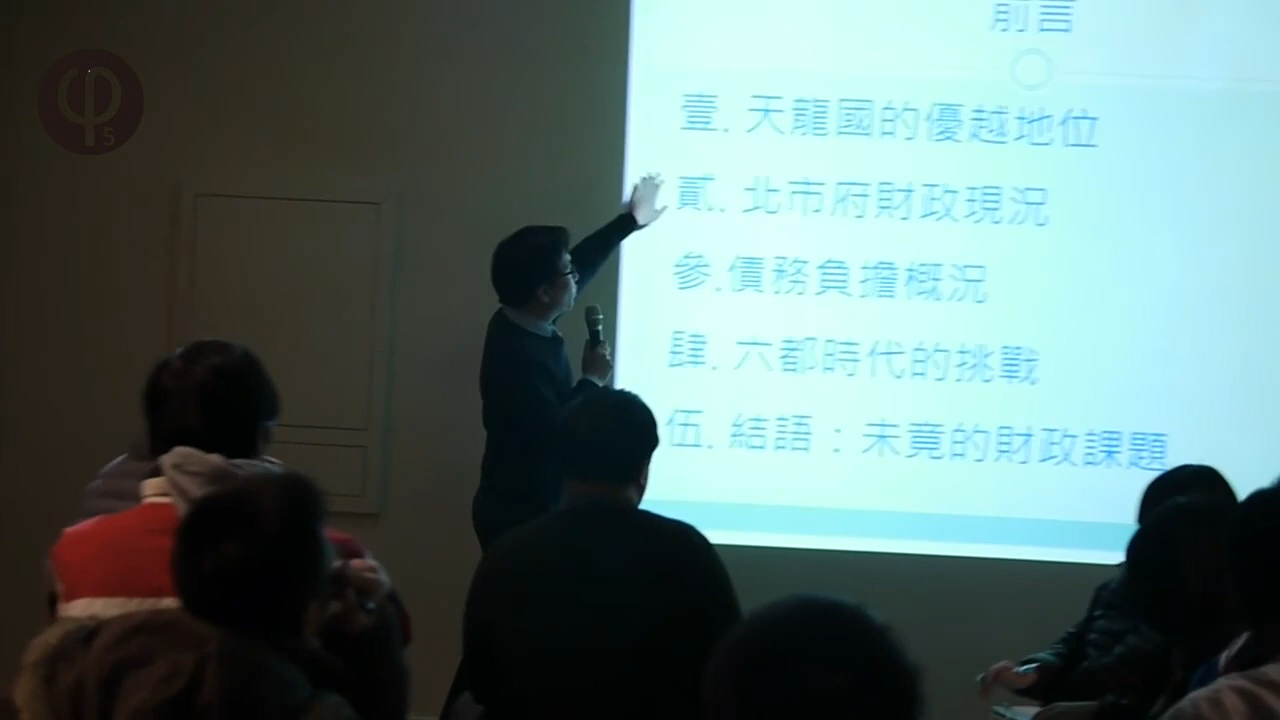 前言
壹. 天龍國的優越地位
貳. 北市府財政現況
參.債務負擔概況
肆. 六都時代的挑戰
伍. 結語：未竟的財政課題
φ5